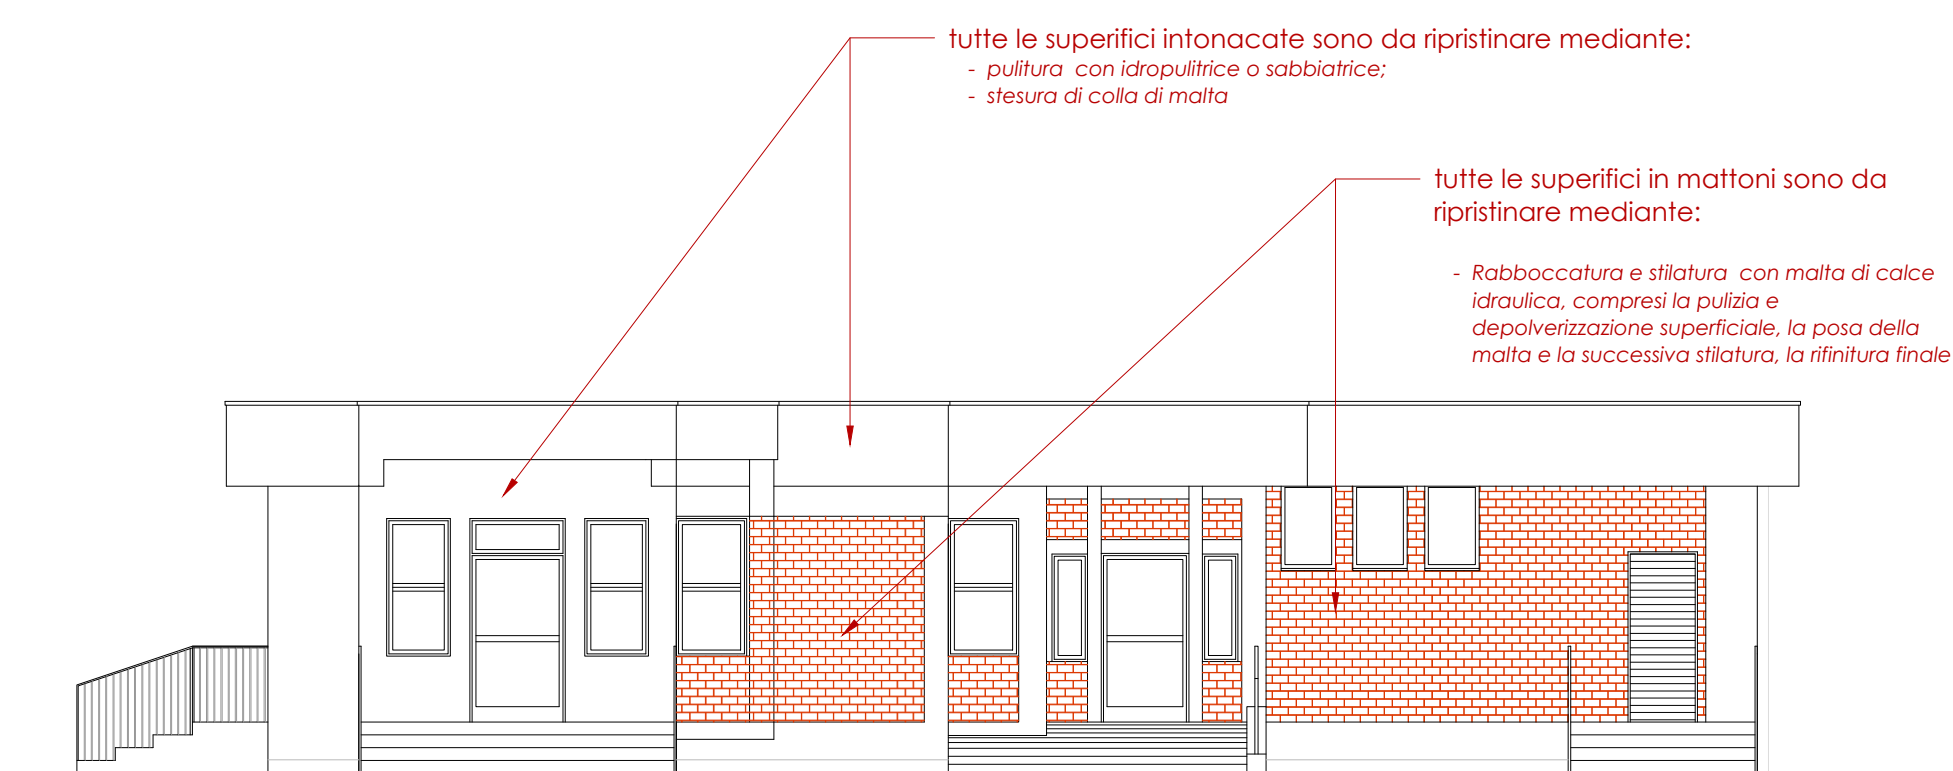 tutte le superifici intonacate sono da ripristinare mediante:
- pulitura con idropulitrice o sabbiatrice;
- stesura di colla di malta
tutte le superifici in mattoni sono da
ripristinare mediante:
- Rabboccatura e stilatura con malta di calce
idraulica, compresi la pulizia e
depolverizzazione superficiale, la posa della
malta e la successiva stilatura, la rifinitura finale